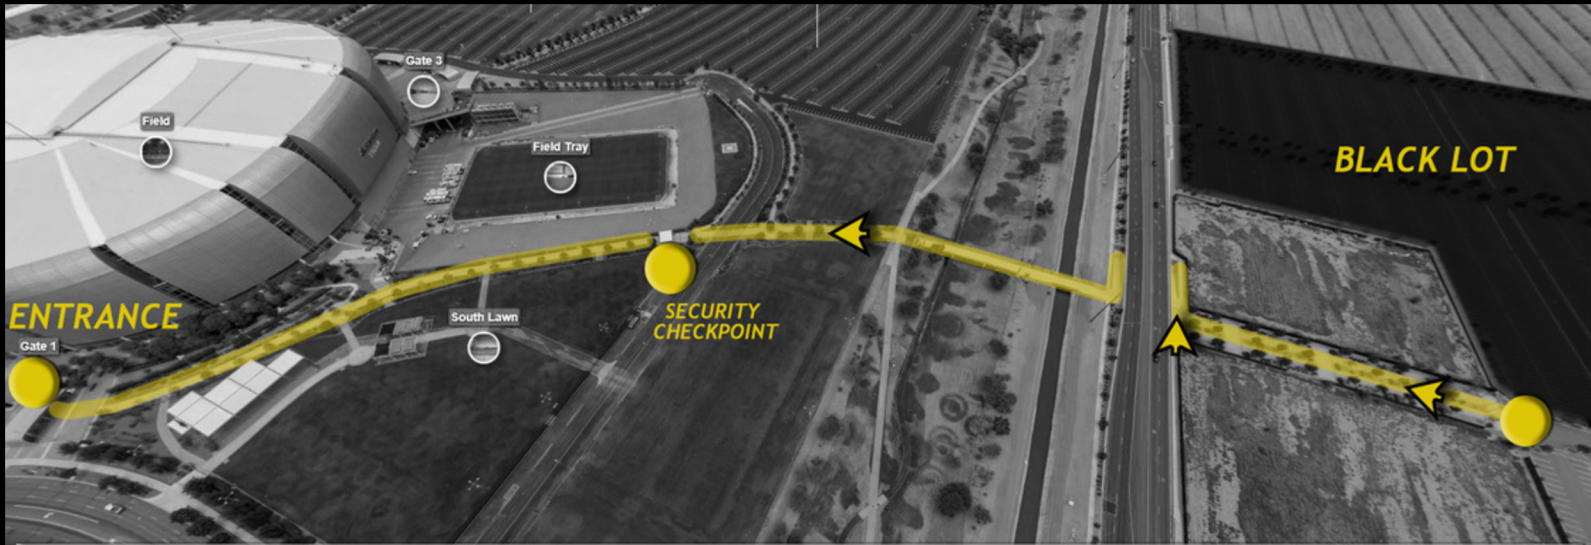 Gate 3
Field
Field Tray
BLACK LOT
ENTRANCE
Gate 1
South Lawn
SECURITY
CHECKPOINT